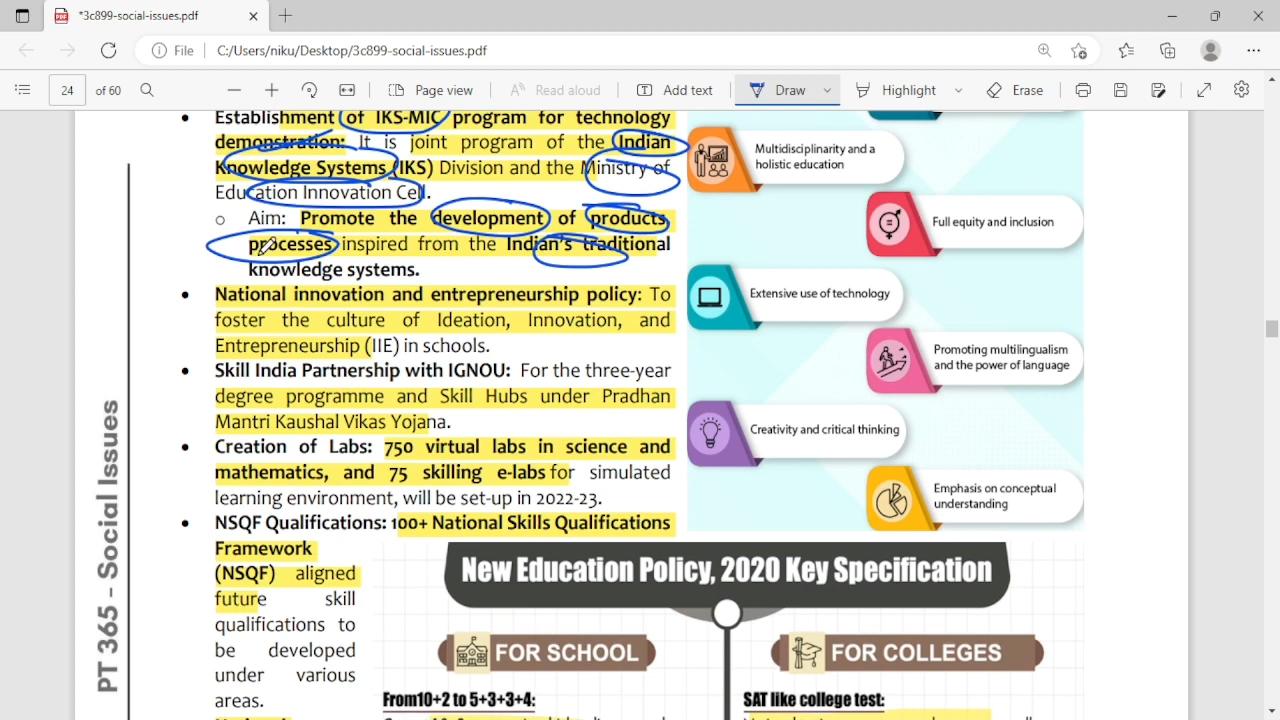 *3c899-social-issues.pdf
File
C:/Users/niku/Desktop/3c899-social-issues.pdf
24
of 60
Page view
Read aloud
Add text
Draw
Highlight
Erase
Establishment of IKS-MIC program for technology
demonstration: It is joint program of the Indian
Knowledge Systems (IKS) Division and the Ministry of
Education Innovation Cell.
Aim: Promote the development of products,
processes inspired from the Indian's traditional
knowledge systems.
National innovation and entrepreneurship policy: To
foster the culture of Ideation, Innovation, and
Entrepreneurship (IIE) in schools.
Skill India Partnership with IGNOU: For the three-year
degree programme and Skill Hubs under Pradhan
Mantri Kaushal Vikas Yojana.
Creation of Labs: 750 virtual labs in science and
mathematics, and 75 skilling e-labs for simulated
learning environment, will be set-up in 2022-23.
NSQF Qualifications: 100+ National Skills Qualifications
Framework
(NSQF) aligned
future skill
qualifications to
be developed
under various
areas.
PT 365 - Social Issues
Multidisciplinarity and a
holistic education
Full equity and inclusion
Extensive use of technology
Promoting multilingualism
and the power of language
Creativity and critical thinking
Emphasis on conceptual
understanding
New Education Policy, 2020 Key Specification
FOR SCHOOL
FOR COLLEGES
From10+2 to 5+3+3+4:
SAT like college test: